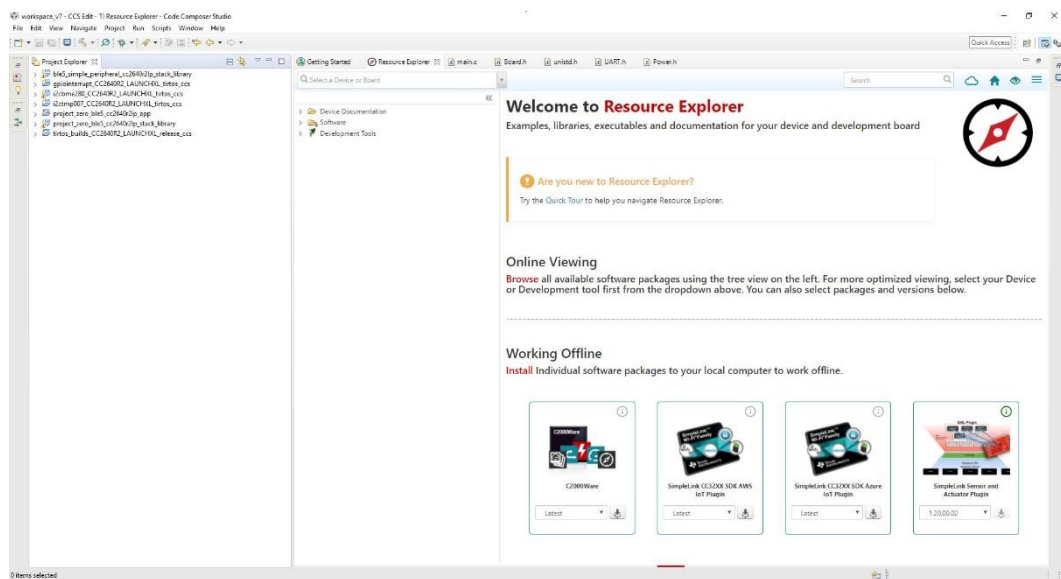 workspace_v7 - CCS Edit - TI Resource Explorer - Code Composer Studio
File Edit View Navigate Project Run Scripts Window Help
Quick Access
Project Explorer
ble5_simple_peripheral_cc2640r2lp_stack_library
gpiointerrupt_CC2640R2_LAUNCHXL_tirtos_ccs
i2cbme280_CC2640R2_LAUNCHXL_tirtos_ccs
i2ctmp007_CC2640R2_LAUNCHXL_tirtos_ccs
project_zero_ble5_cc2640r2lp_app
project_zero_ble5_cc2640r2lp_stack_library
tirtos_builds_CC2640R2_LAUNCHXL_release_ccs
Getting Started Resource Explorer main.c Board.h unistd.h UART.h Power.h
Select a Device or Board
Search
Device Documentation
Software
Development Tools
Welcome to Resource Explorer
Examples, libraries, executables and documentation for your device and development board
Are you new to Resource Explorer?
Try the Quick Tour to help you navigate Resource Explorer.
Online Viewing
Browse all available software packages using the tree view on the left. For more optimized viewing, select your Device
or Development tool first from the dropdown above. You can also select packages and versions below.
Working Offline
Install Individual software packages to your local computer to work offline.
C2000Ware
C2000Ware
Latest
SimpleLink CC32XX SDK AWS
IoT Plugin
Latest
SimpleLink CC32XX SDK Azure
IoT Plugin
Latest
SimpleLink Sensor and
Actuator Plugin
1.20.00.02
0 items selected